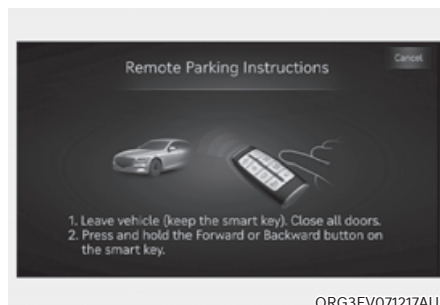 Remote Parking Instructions
Cancel
1. Leave vehicle (keep the smart key). Close all doors.
2. Press and hold the Forward or Backward button on
the smart key.
ORG3EV071217AU